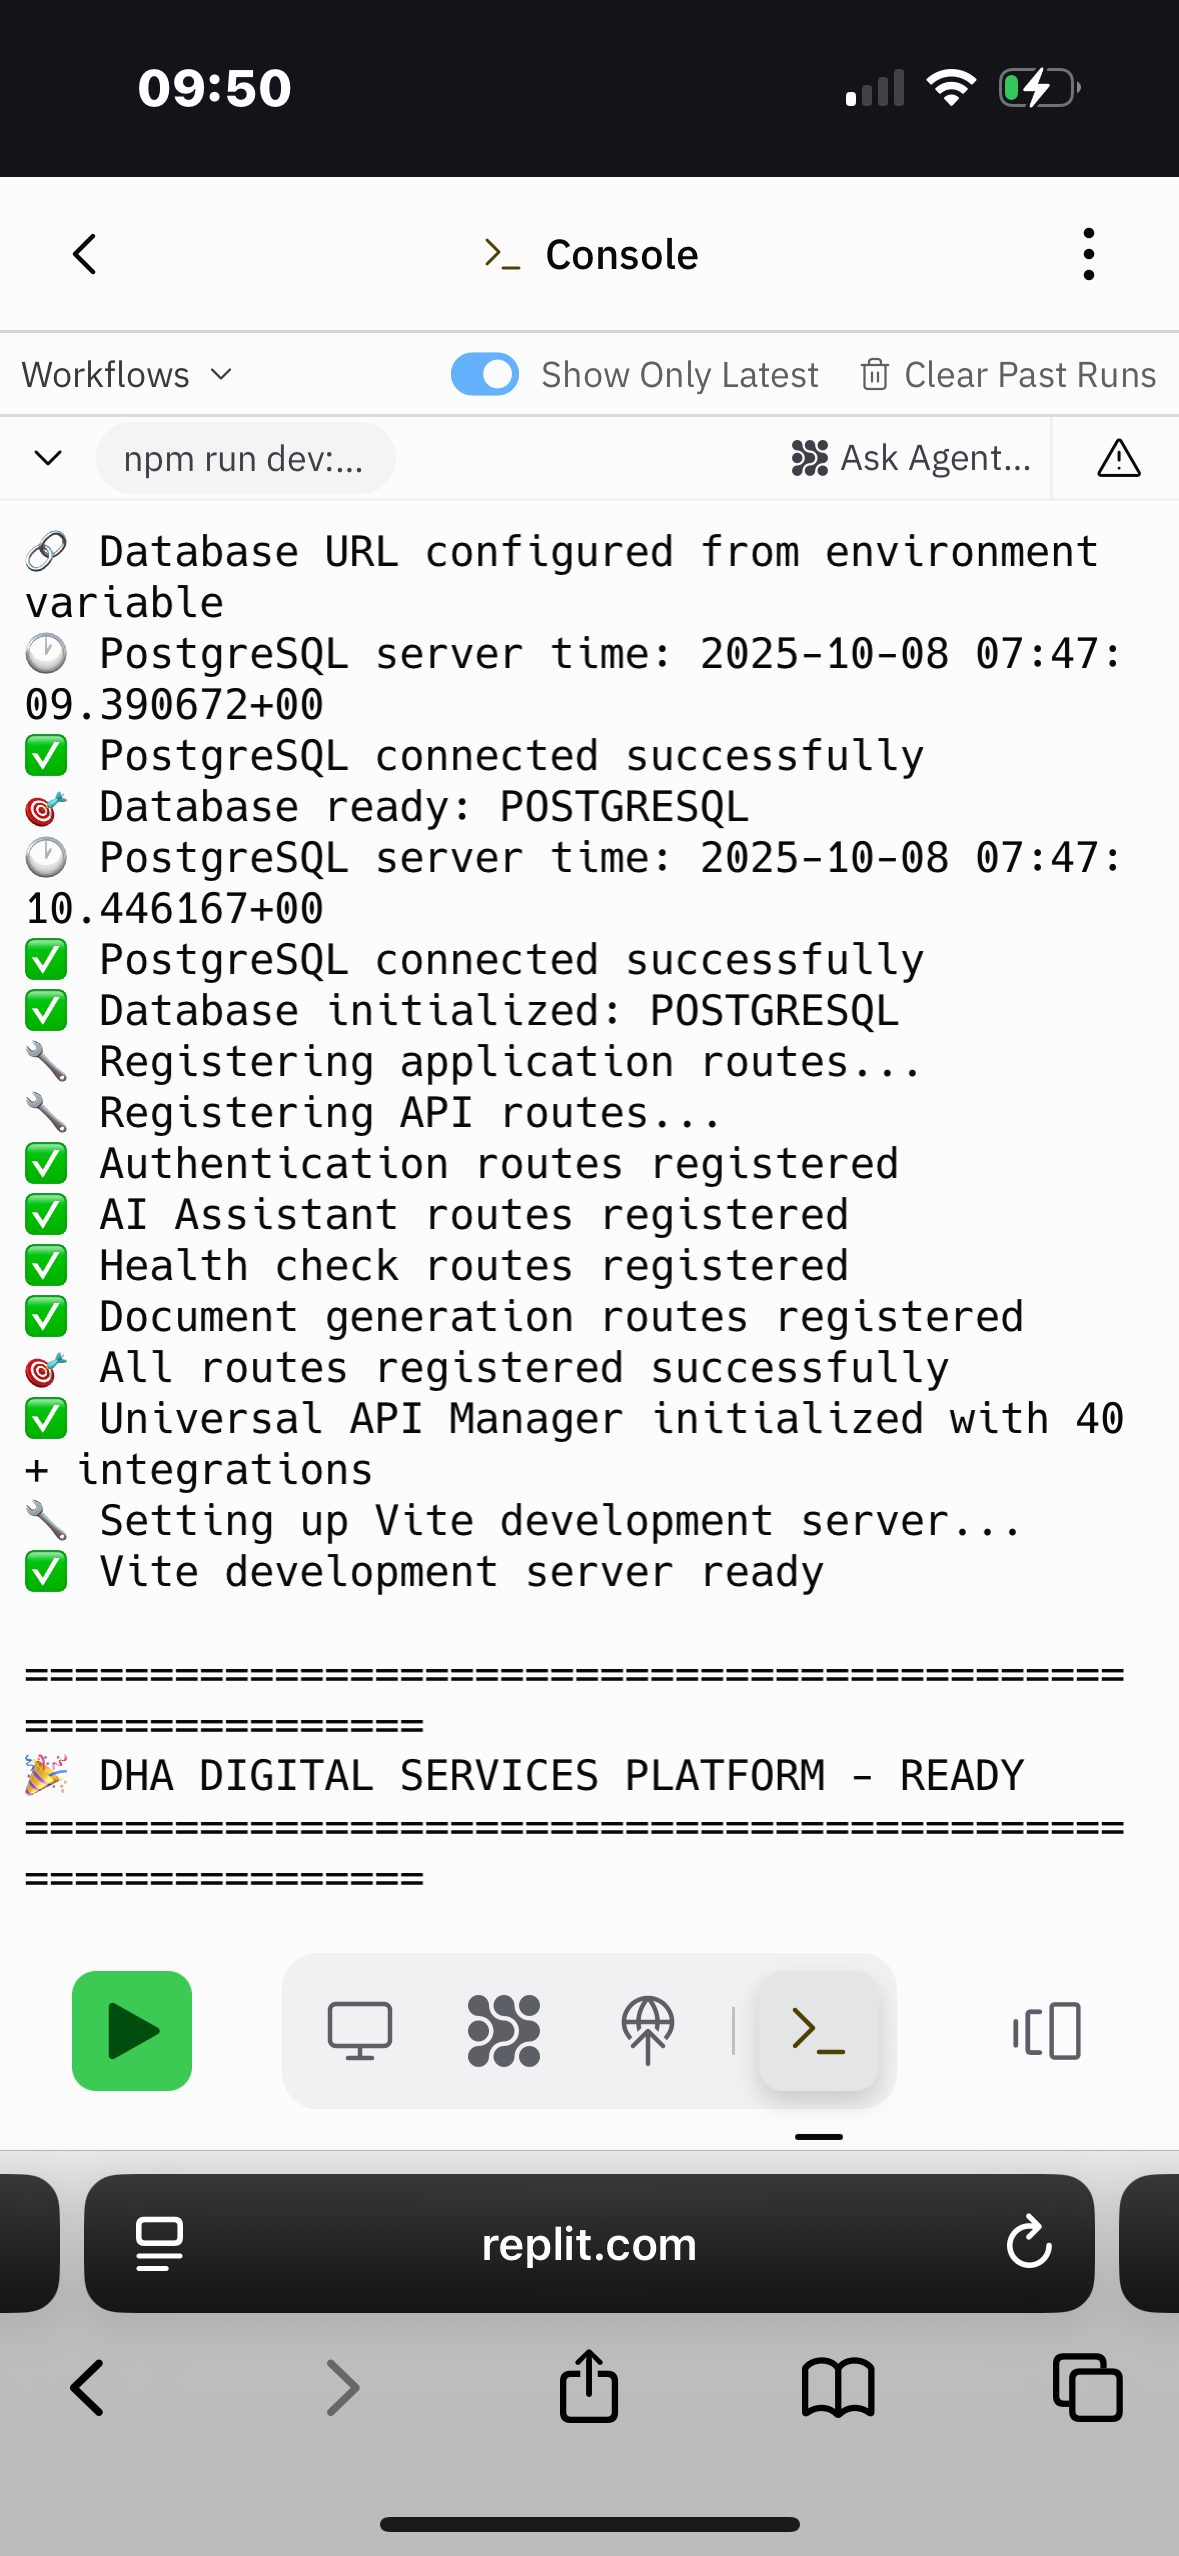 09:50
Console
Workflows
Show Only Latest
Clear Past Runs
npm run dev:...
Ask Agent...
🔗 Database URL configured from environment
variable
🕐 PostgreSQL server time: 2025-10-08 07:47:
09.390672+00
✅ PostgreSQL connected successfully
🎯 Database ready: POSTGRESQL
🕐 PostgreSQL server time: 2025-10-08 07:47:
10.446167+00
✅ PostgreSQL connected successfully
✅ Database initialized: POSTGRESQL
🔧 Registering application routes...
🔧 Registering API routes...
✅ Authentication routes registered
✅ AI Assistant routes registered
✅ Health check routes registered
✅ Document generation routes registered
🎯 All routes registered successfully
✅ Universal API Manager initialized with 40
+ integrations
🔧 Setting up Vite development server...
✅ Vite development server ready
============================================
================
🎉 DHA DIGITAL SERVICES PLATFORM - READY
============================================
================
replit.com